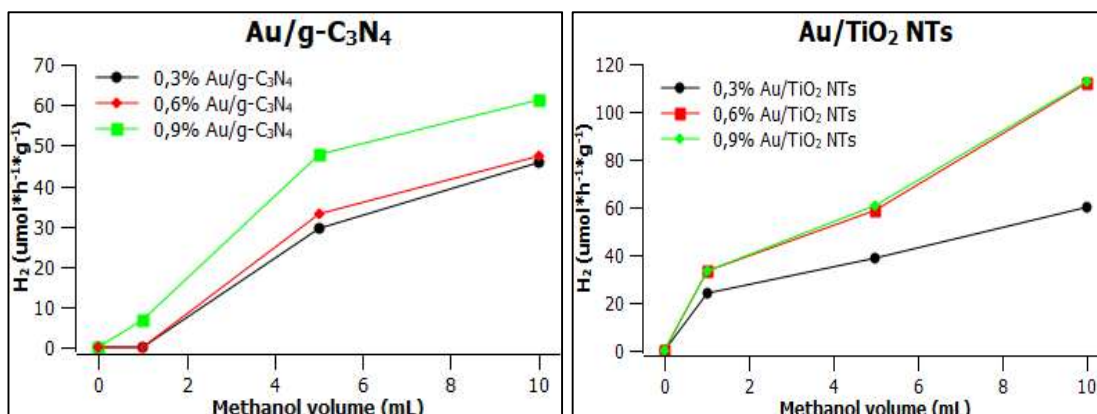 Au/g-C₃N₄
70
60
50
40
30
20
10
0
H₂ (umol*h⁻¹*g⁻¹)
0,3% Au/g-C₃N₄
0,6% Au/g-C₃N₄
0,9% Au/g-C₃N₄
0 2 4 6 8 10
Methanol volume (mL)
Au/TiO₂ NTs
120
100
80
60
40
20
0
H₂ (umol*h⁻¹*g⁻¹)
0,3% Au/TiO₂ NTs
0,6% Au/TiO₂ NTs
0,9% Au/TiO₂ NTs
0 2 4 6 8 10
Methanol volume (mL)